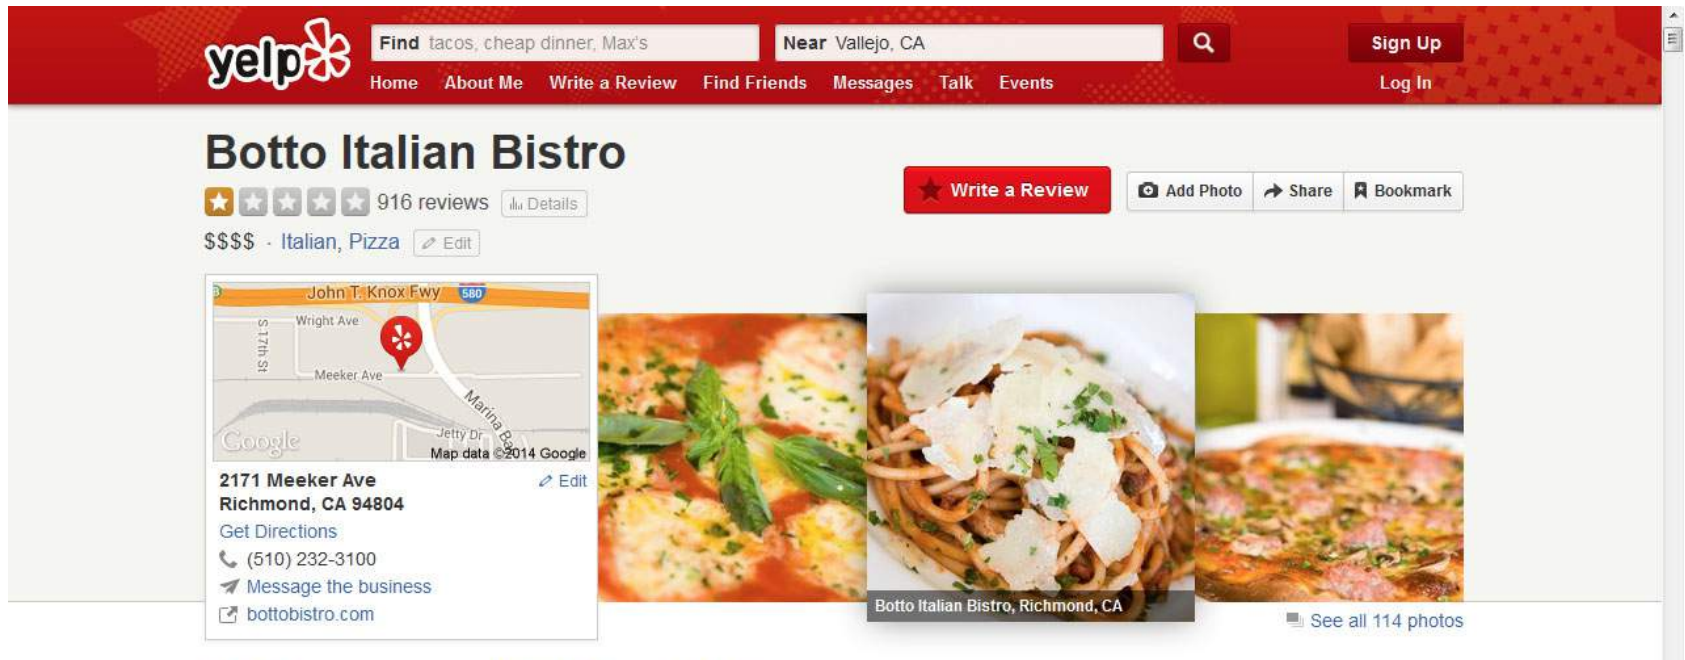 yelp
Find tacos, cheap dinner, Max's
Near Vallejo, CA
Sign Up
Home About Me Write a Review Find Friends Messages Talk Events
Log In
Botto Italian Bistro
916 reviews Details
Write a Review
Add Photo Share Bookmark
$$$$ · Italian, Pizza Edit
John T. Knox Fwy 580
Wright Ave
S 17th St
Meeker Ave
Marina Ba
Jetty Dr
Google
Map data ©2014 Google
2171 Meeker Ave Edit
Richmond, CA 94804
Get Directions
(510) 232-3100
Message the business
bottobistro.com
Botto Italian Bistro, Richmond, CA
See all 114 photos